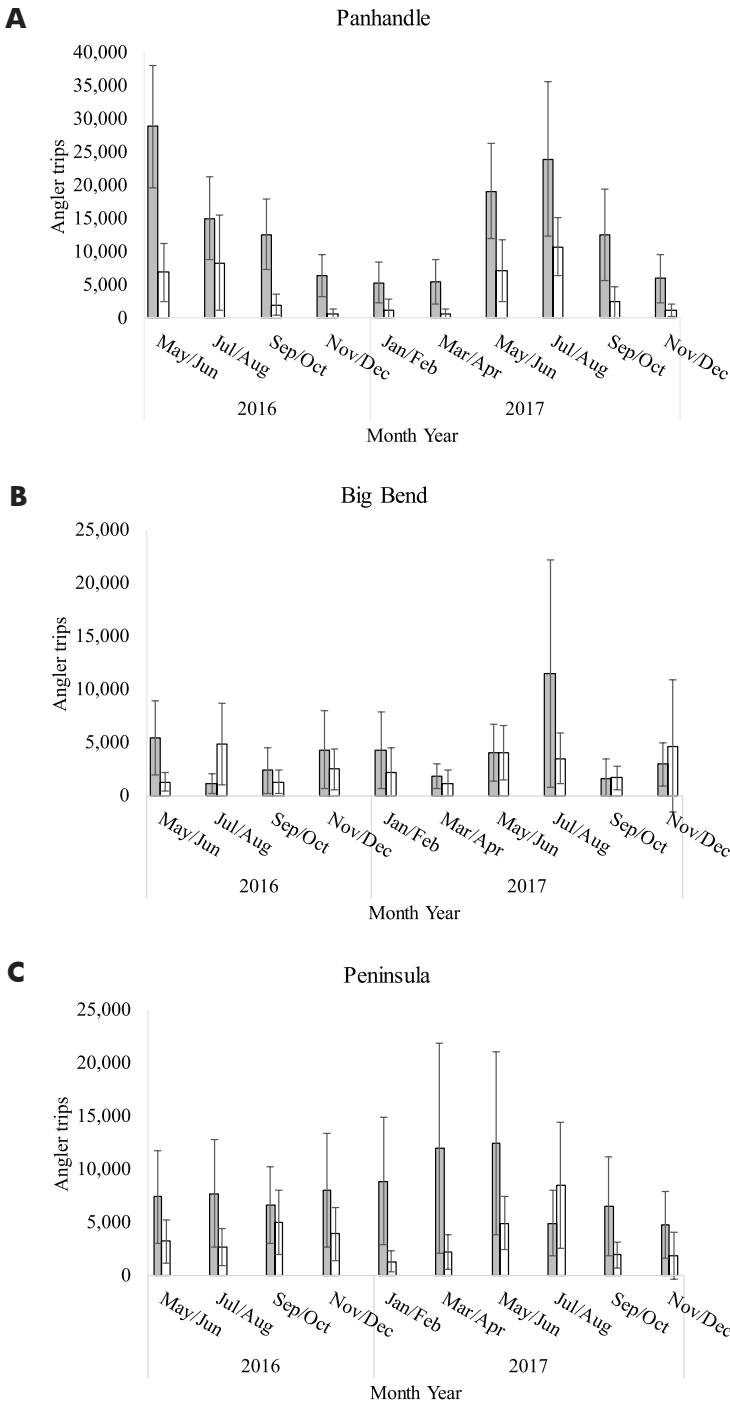 A
Panhandle
40,000
35,000
30,000
25,000
20,000
15,000
10,000
5,000
0
Angler trips
May/Jun
Jul/Aug
Sep/Oct
Nov/Dec
Jan/Feb
Mar/Apr
May/Jun
Jul/Aug
Sep/Oct
Nov/Dec
2016
2017
Month Year
B
Big Bend
25,000
20,000
15,000
10,000
5,000
0
Angler trips
May/Jun
Jul/Aug
Sep/Oct
Nov/Dec
Jan/Feb
Mar/Apr
May/Jun
Jul/Aug
Sep/Oct
Nov/Dec
2016
2017
Month Year
C
Peninsula
25,000
20,000
15,000
10,000
5,000
0
Angler trips
May/Jun
Jul/Aug
Sep/Oct
Nov/Dec
Jan/Feb
Mar/Apr
May/Jun
Jul/Aug
Sep/Oct
Nov/Dec
2016
2017
Month Year